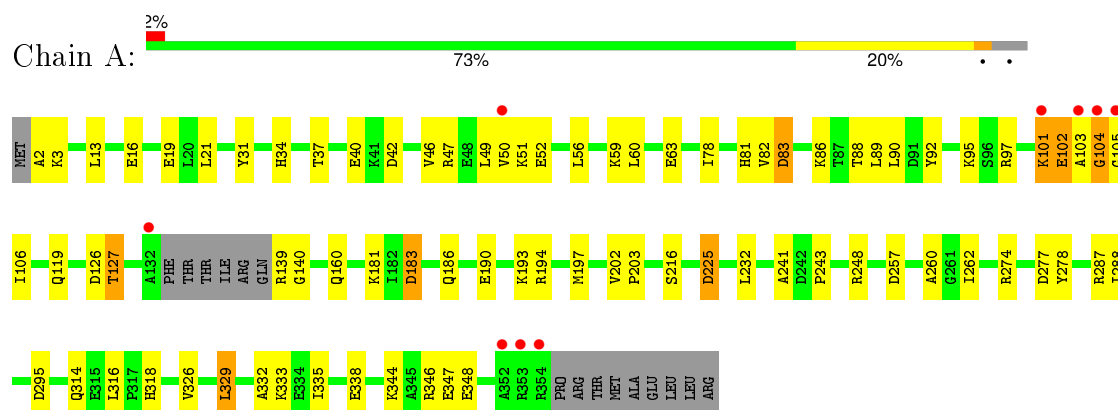 2%
Chain A:
73% 20% • •
MET A2 K3 L13 E16 E19 L20 L21 Y31 H34 T37 E40 K41 D42 V46 R47 E48 L49 V50 K51 E52 L56 K59 L60 E63 I78 H81 V82 D83 K86 T87 T88 L89 L90 D91 Y92 K95 S96 R97 K101 E102 A103 G104 G105
I106 Q119 D126 T127 A132 PHE THR THR ILE ARG GLN R139 G140 Q160 K181 I182 D183 Q186 E190 K193 R194 M197 V202 P203 S216 D225 L232 A241 D242 P243 R248 D257 A260 G261 I262 R274 D277 Y278 R287 I288
D295 Q314 E315 L316 P317 H318 V326 L329 A332 K333 E334 I335 E338 K344 A345 R346 E347 E348 A352 R353 R354 PRO ARG THR MET ALA GLU LEU LEU ARG